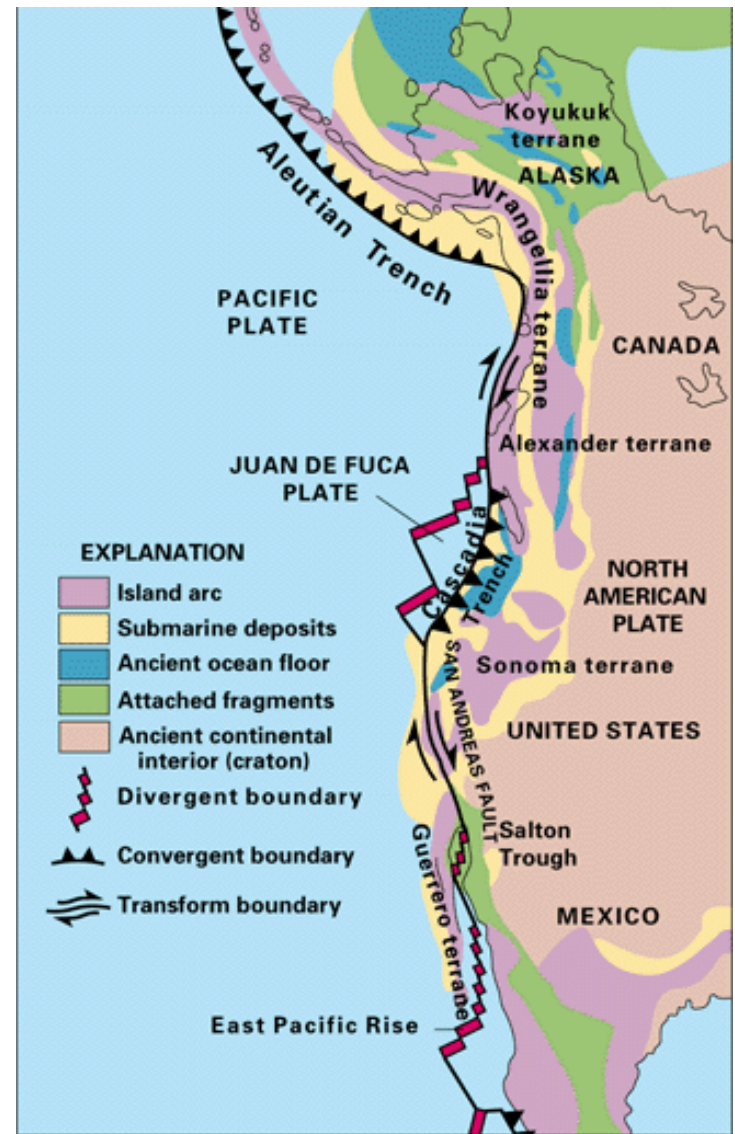 Koyukuk
terrane
ALASKA
Aleutian Trench
Wrangellia terrane
PACIFIC
PLATE
CANADA
Alexander terrane
JUAN DE FUCA
PLATE
Cascadia
Trench
EXPLANATION
Island arc
Submarine deposits
Ancient ocean floor
Attached fragments
Ancient continental
interior (craton)
Divergent boundary
Convergent boundary
Transform boundary
NORTH
AMERICAN
PLATE
Sonoma terrane
SAN ANDREAS FAULT
UNITED STATES
Salton
Trough
Guerrero terrane
MEXICO
East Pacific Rise